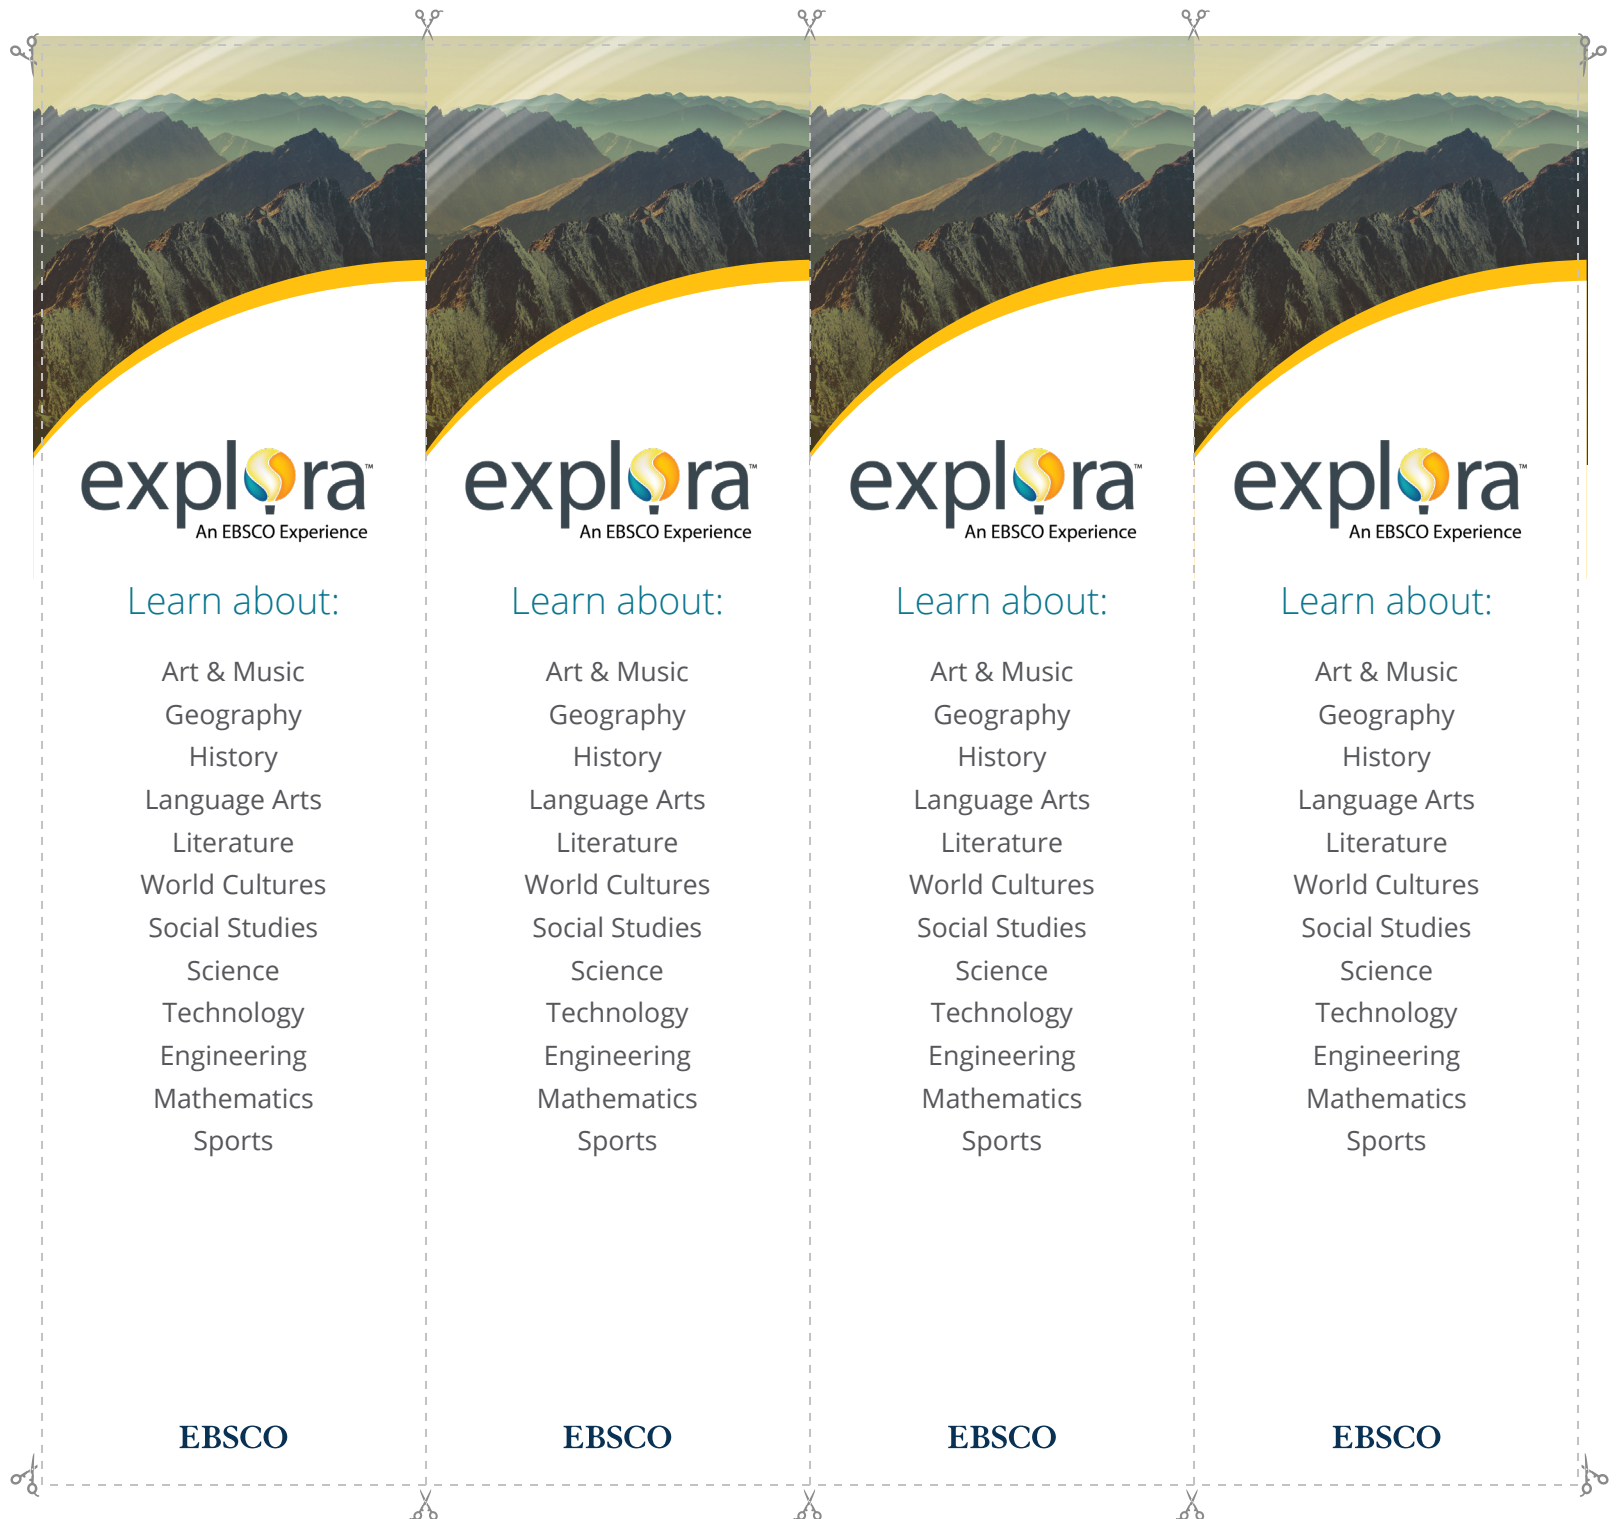 explora™
An EBSCO Experience
Learn about:
Art & Music
Geography
History
Language Arts
Literature
World Cultures
Social Studies
Science
Technology
Engineering
Mathematics
Sports
EBSCO
explora™
An EBSCO Experience
Learn about:
Art & Music
Geography
History
Language Arts
Literature
World Cultures
Social Studies
Science
Technology
Engineering
Mathematics
Sports
EBSCO
explora™
An EBSCO Experience
Learn about:
Art & Music
Geography
History
Language Arts
Literature
World Cultures
Social Studies
Science
Technology
Engineering
Mathematics
Sports
EBSCO
explora™
An EBSCO Experience
Learn about:
Art & Music
Geography
History
Language Arts
Literature
World Cultures
Social Studies
Science
Technology
Engineering
Mathematics
Sports
EBSCO